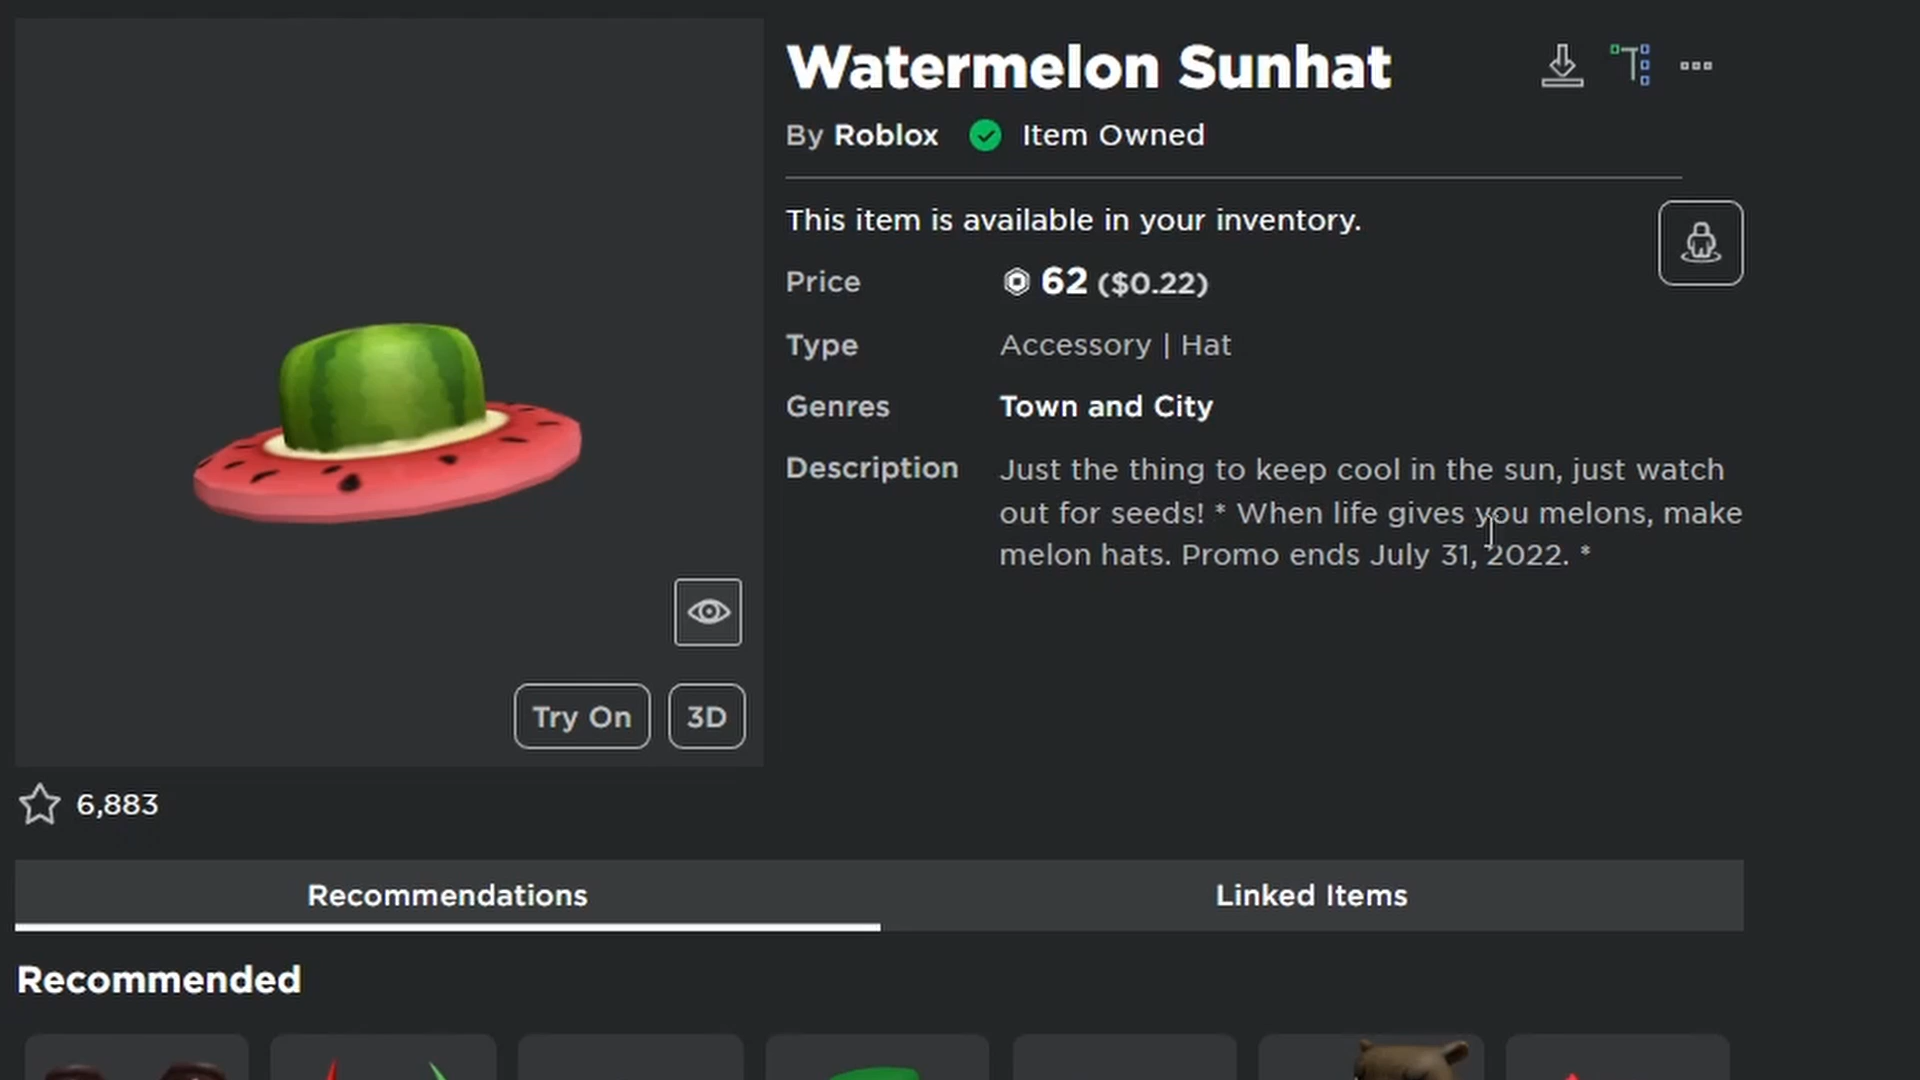 Watermelon Sunhat
By Roblox Item Owned
This item is available in your inventory.
Price 62 ($0.22)
Type Accessory | Hat
Genres Town and City
Description Just the thing to keep cool in the sun, just watch
out for seeds! * When life gives you melons, make
melon hats. Promo ends July 31, 2022. *
Try On 3D
6,883
Recommendations Linked Items
Recommended